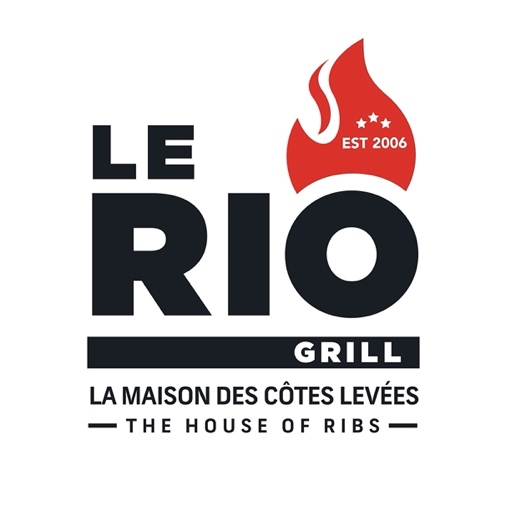 EST 2006
LE
RIO
GRILL
LA MAISON DES CÔTES LEVÉES
THE HOUSE OF RIBS